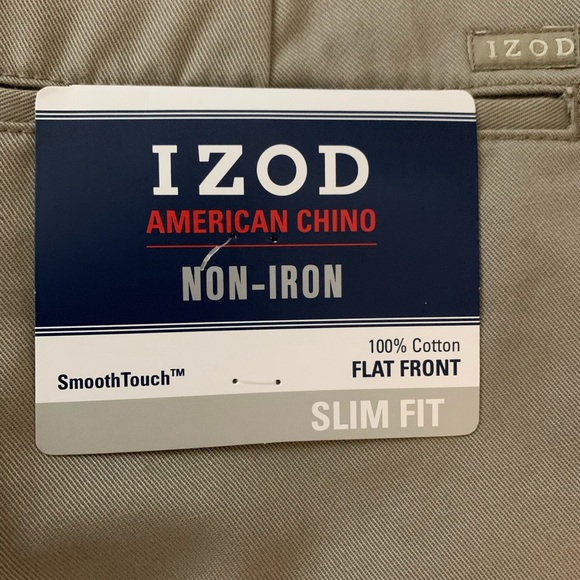 IZOD
IZOD
AMERICAN CHINO
NON-IRON
100% Cotton
SmoothTouch™
FLAT FRONT
SLIM FIT